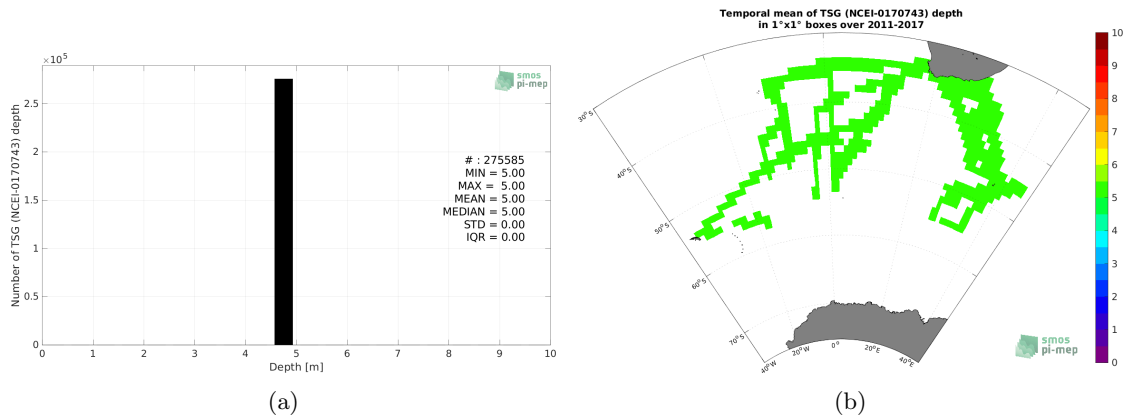 ×10⁵
2.5
2
1.5
1
0.5
0
Number of TSG (NCEI-0170743) depth
smos
pi-mep
# : 275585
MIN = 5.00
MAX = 5.00
MEAN = 5.00
MEDIAN = 5.00
STD = 0.00
IQR = 0.00
0 1 2 3 4 5 6 7 8 9 10
Depth [m]
(a)
Temporal mean of TSG (NCEI-0170743) depth
in 1°x1° boxes over 2011-2017
30°S
40°S
50°S
60°S
70°S
40°W
20°W
0°
20°E
40°E
smos
pi-mep
10
9
8
7
6
5
4
3
2
1
0
(b)